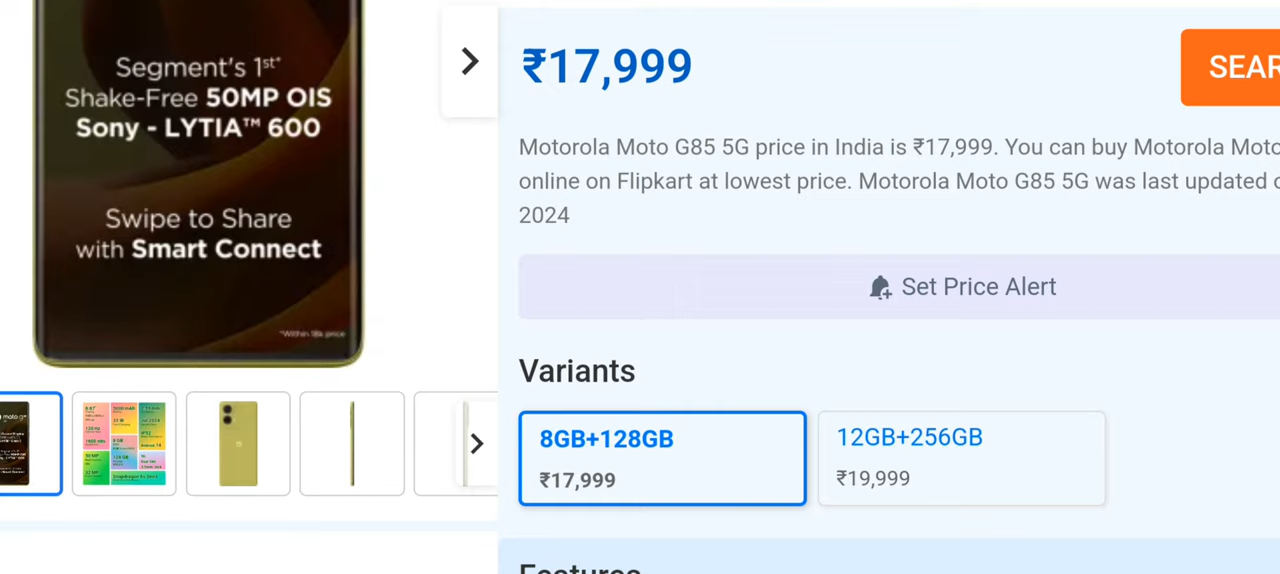 Segment's 1st*
Shake-Free 50MP OIS
Sony - LYTIA™ 600
Swipe to Share
with Smart Connect
*Within 18k price
₹17,999
SEAR
Motorola Moto G85 5G price in India is ₹17,999. You can buy Motorola Moto
online on Flipkart at lowest price. Motorola Moto G85 5G was last updated o
2024
Set Price Alert
Variants
8GB+128GB
₹17,999
12GB+256GB
₹19,999
Features